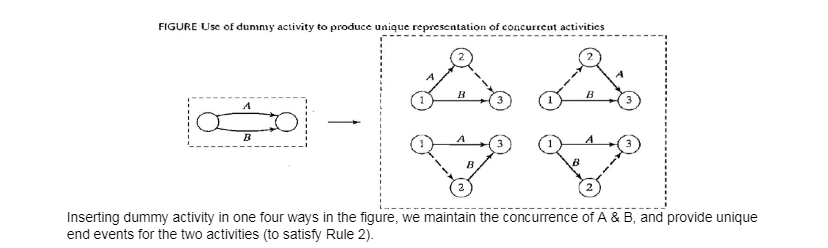 FIGURE Use of dummy activity to produce unique representation of concurrent activities
A
B
2
A
B
1
3
2
A
B
1
3
1
A
3
B
2
1
A
3
B
2
Inserting dummy activity in one four ways in the figure, we maintain the concurrence of A & B, and provide unique
end events for the two activities (to satisfy Rule 2).